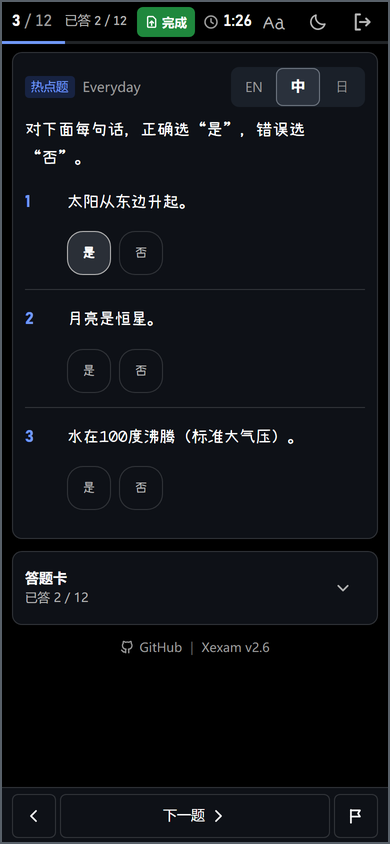 3 / 12 已答 2 / 12 完成 1:26 Aa
热点题 Everyday EN 中 日
对下面每句话，正确选“是”，错误选
“否”。
1 太阳从东边升起。
是 否
2 月亮是恒星。
是 否
3 水在100度沸腾（标准大气压）。
是 否
答题卡
已答 2 / 12
GitHub | Xexam v2.6
下一题